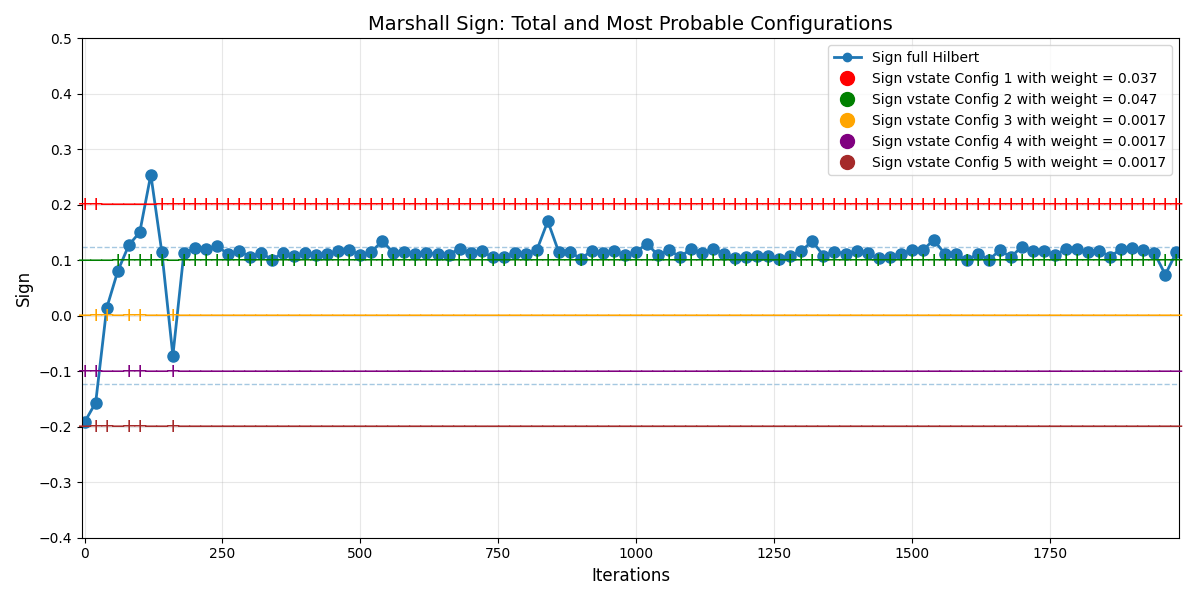 Marshall Sign: Total and Most Probable Configurations
0.5
0.4
0.3
0.2
0.1
0.0
−0.1
−0.2
−0.3
−0.4
Sign
Sign full Hilbert
Sign vstate Config 1 with weight = 0.037
Sign vstate Config 2 with weight = 0.047
Sign vstate Config 3 with weight = 0.0017
Sign vstate Config 4 with weight = 0.0017
Sign vstate Config 5 with weight = 0.0017
0 250 500 750 1000 1250 1500 1750
Iterations